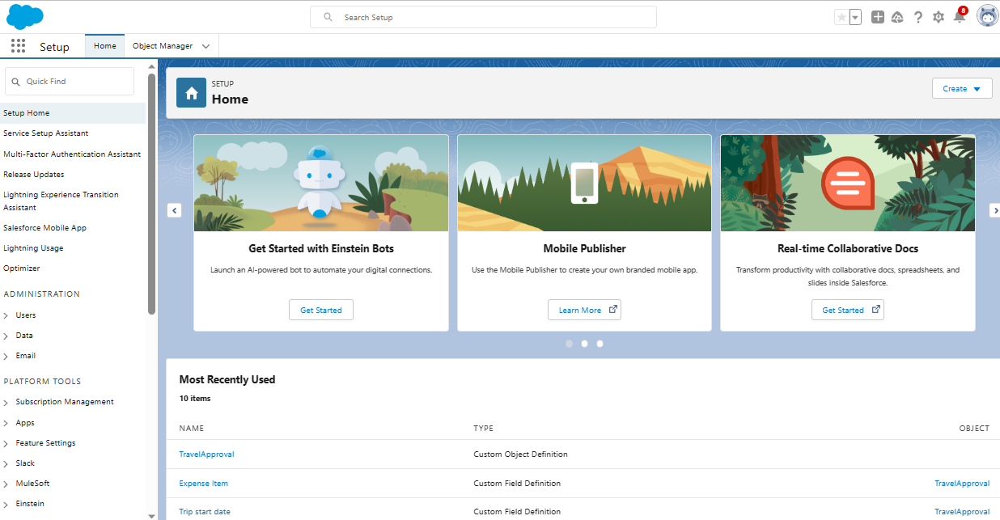 Search Setup
8
Setup
Home
Object Manager
Quick Find
Setup Home
Service Setup Assistant
Multi-Factor Authentication Assistant
Release Updates
Lightning Experience Transition
Assistant
Salesforce Mobile App
Lightning Usage
Optimizer
ADMINISTRATION
Users
Data
Email
PLATFORM TOOLS
Subscription Management
Apps
Feature Settings
Slack
MuleSoft
Einstein
SETUP
Home
Create
Get Started with Einstein Bots
Launch an AI-powered bot to automate your digital connections.
Get Started
Mobile Publisher
Use the Mobile Publisher to create your own branded mobile app.
Learn More
Real-time Collaborative Docs
Transform productivity with collaborative docs, spreadsheets, and
slides inside Salesforce.
Get Started
Most Recently Used
10 items
NAME TYPE OBJECT
TravelApproval Custom Object Definition
Expense Item Custom Field Definition TravelApproval
Trip start date Custom Field Definition TravelApproval